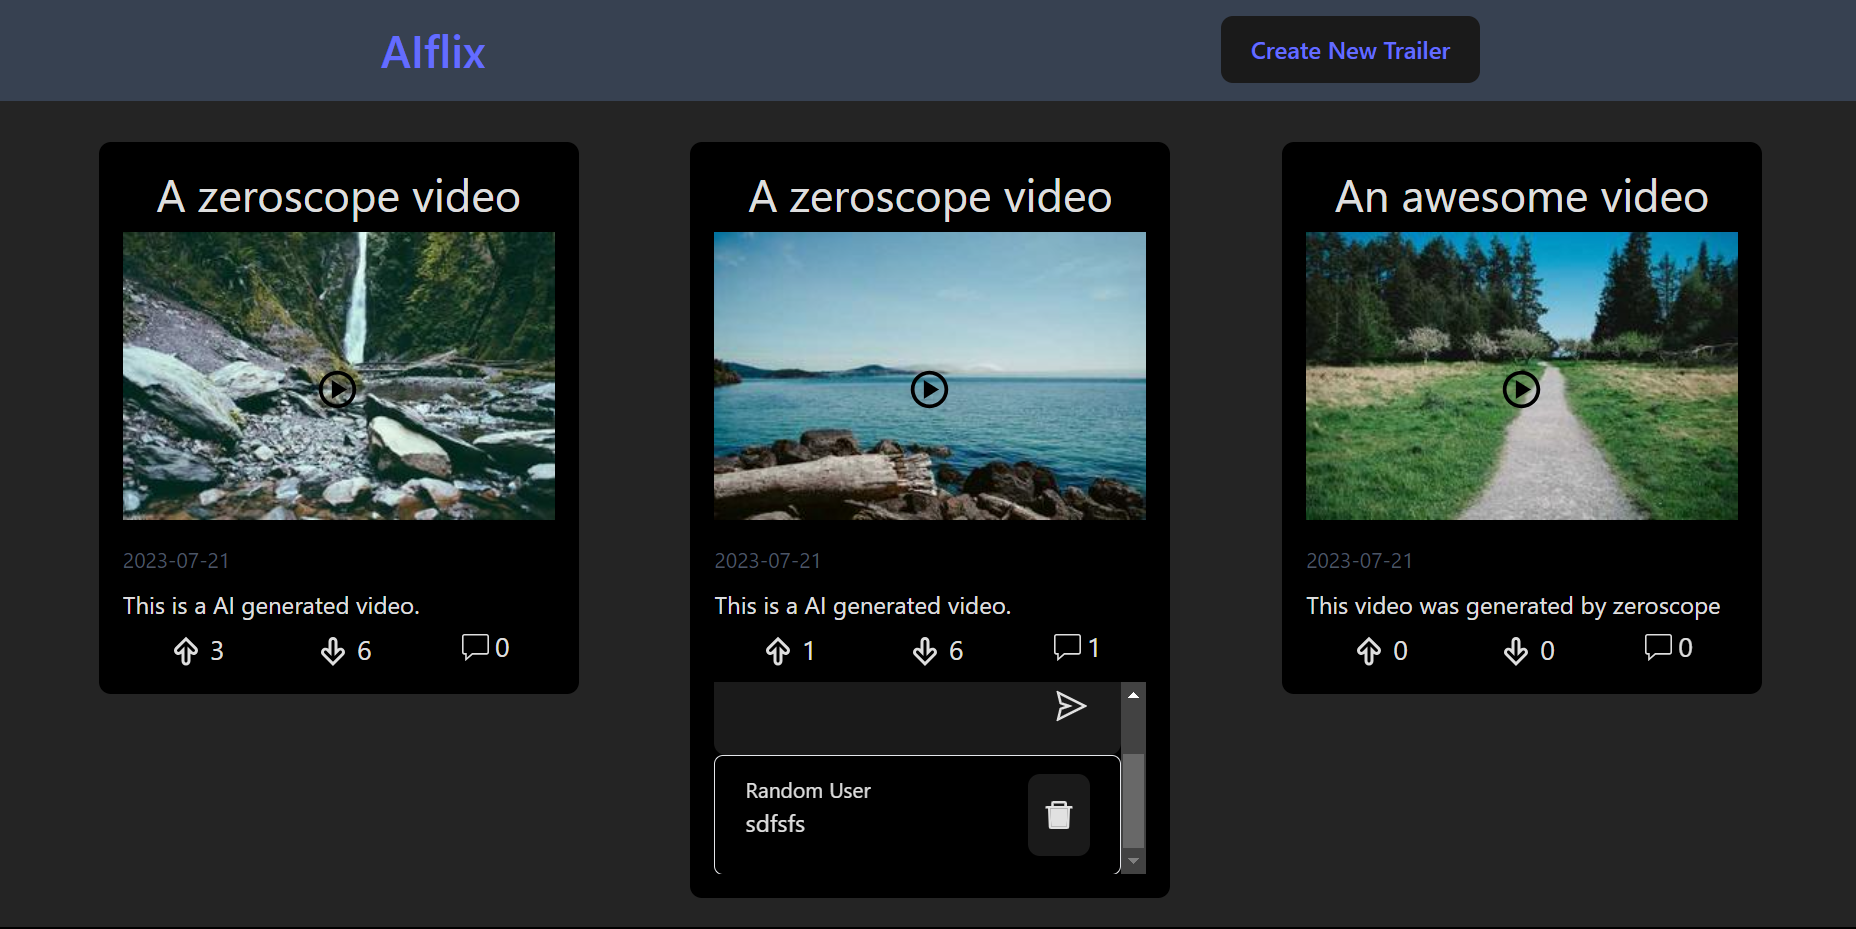 AIflix
Create New Trailer
A zeroscope video
2023-07-21
This is a AI generated video.
3 6 0
A zeroscope video
2023-07-21
This is a AI generated video.
1 6 1
Random User
sdfsfs
An awesome video
2023-07-21
This video was generated by zeroscope
0 0 0